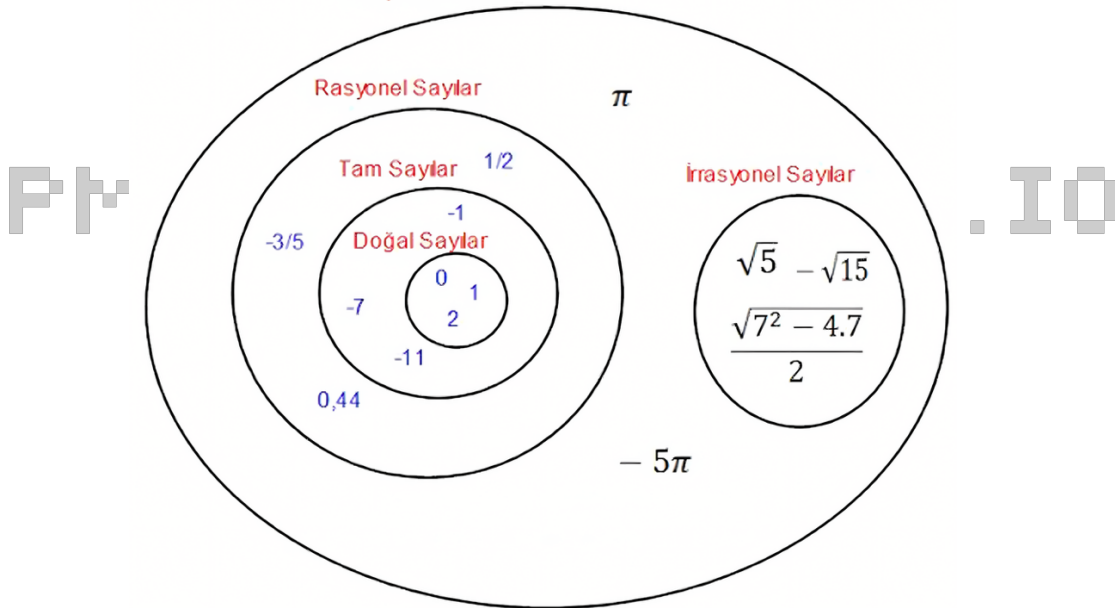 Rasyonel Sayılar
π
Tam Sayılar
1/2
İrrasyonel Sayılar
-1
-3/5
Doğal Sayılar
0
1
2
-7
-11
0,44
√5 −√15
√7² − 4.7
2
− 5π
.IO